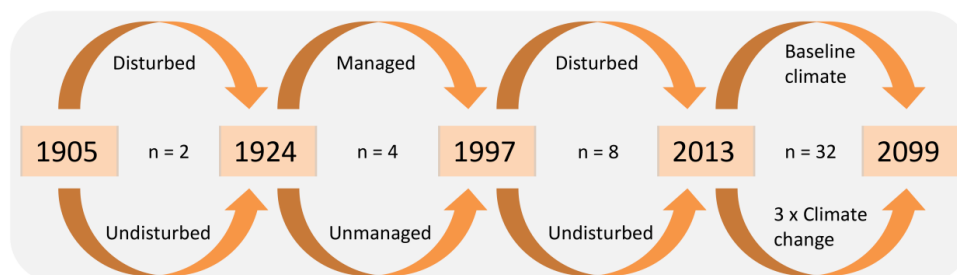 Disturbed
Managed
Disturbed
Baseline
climate
1905
n = 2
1924
n = 4
1997
n = 8
2013
n = 32
2099
Undisturbed
Unmanaged
Undisturbed
3 x Climate
change